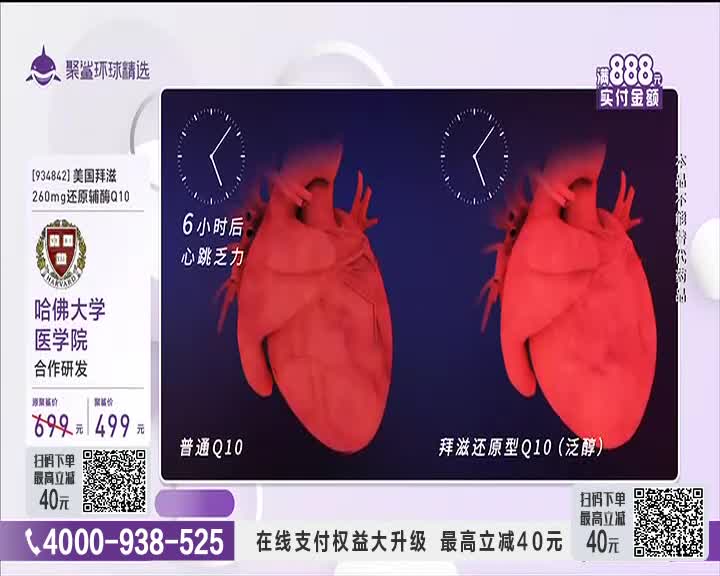 聚鲨环球精选
满888元
实付金额
[934842]美国拜滋
260mg还原辅酶Q10
HARVARD
哈佛大学
医学院
合作研发
原聚鲨价
699元
聚鲨价
499元
扫码下单
最高立减
40元
6小时后
心跳乏力
普通Q10
拜滋还原型Q10(泛醇)
本品不能替代药品
4000-938-525
在线支付权益大升级 最高立减40元
扫码下单
最高立减
40元